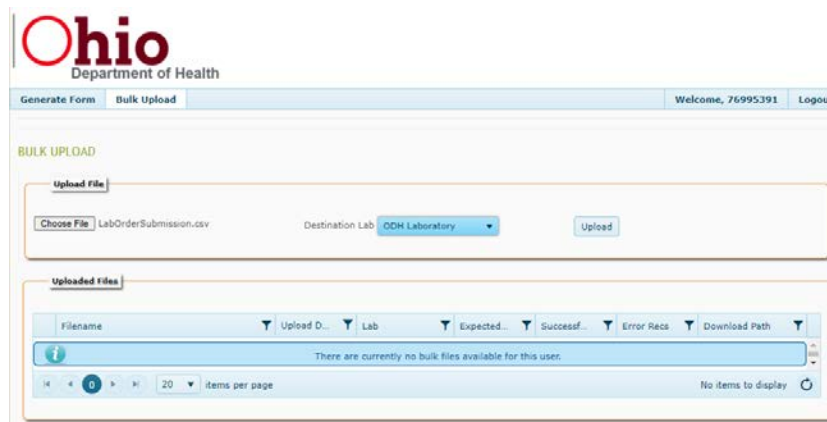 Ohio
Department of Health
Generate Form Bulk Upload Welcome, 76995391 Logou
BULK UPLOAD
Upload File
Choose File LabOrderSubmission.csv Destination Lab ODH Laboratory Upload
Uploaded Files
Filename Upload D... Lab Expected... Successf... Error Recs Download Path
There are currently no bulk files available for this user.
0 20 items per page No items to display